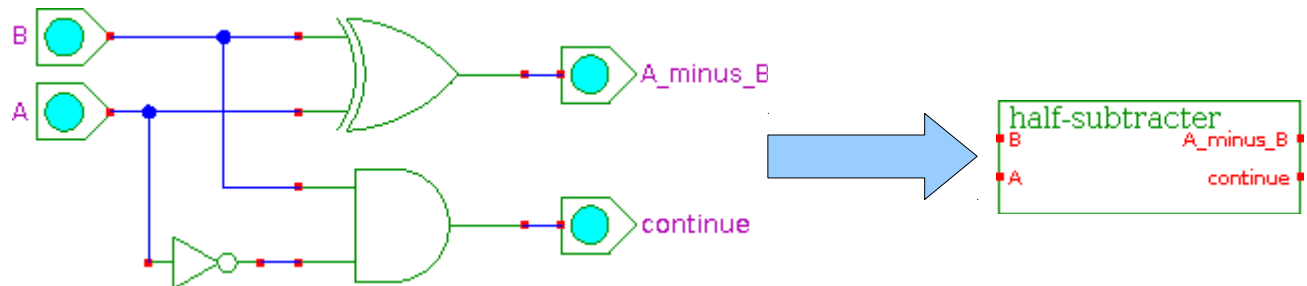 B
A
A_minus_B
continue
half-subtracter
B
A_minus_B
A
continue